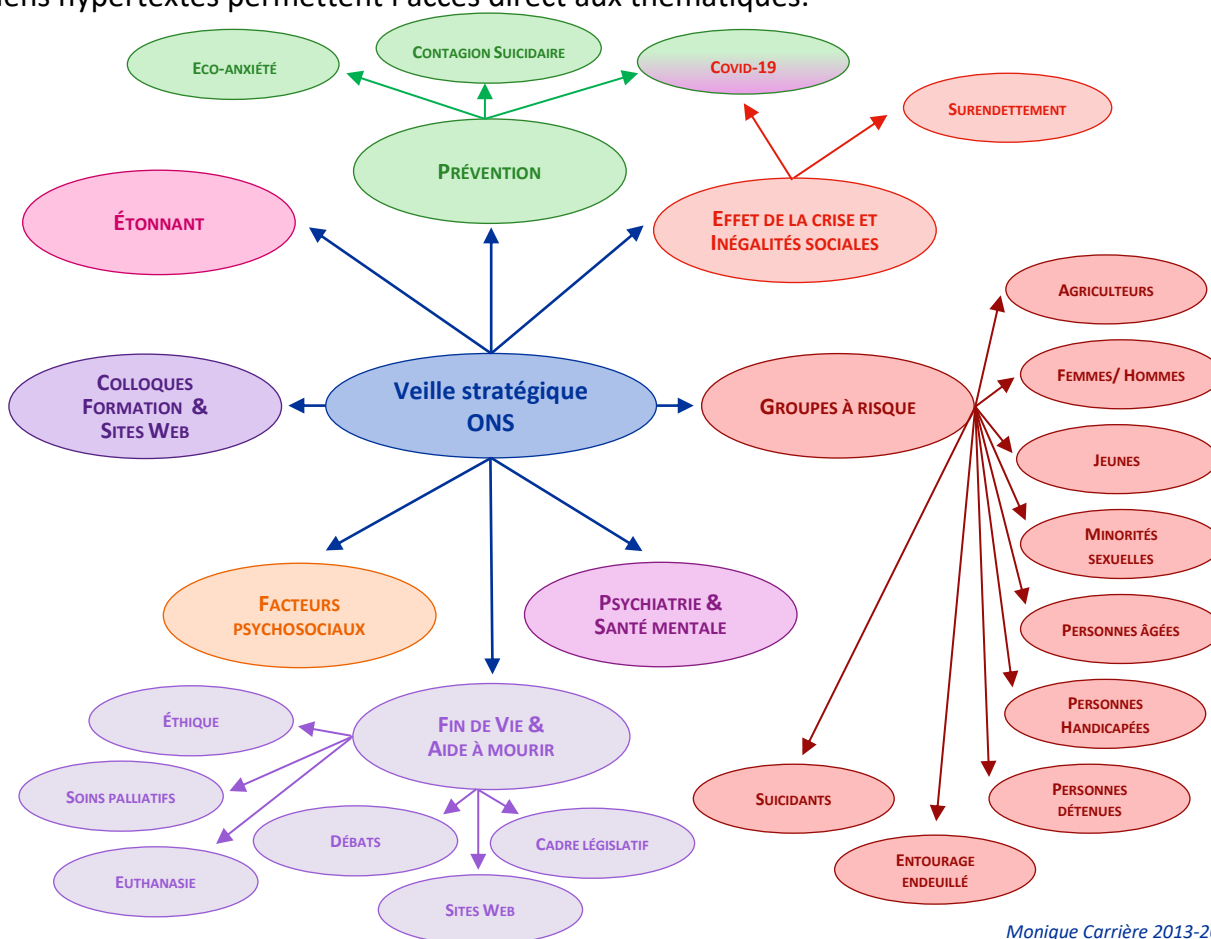 liens hypertextes permettent l'accès direct aux thématiques.
CONTAGION SUICIDAIRE
ECO-ANXIÉTÉ
COVID-19
SURENDETTEMENT
PRÉVENTION
ÉTONNANT
EFFET DE LA CRISE ET
INÉGALITÉS SOCIALES
AGRICULTEURS
FEMMES/ HOMMES
COLLOQUES
FORMATION &
SITES WEB
Veille stratégique
ONS
GROUPES À RISQUE
JEUNES
MINORITÉS
SEXUELLES
FACTEURS
PSYCHOSOCIAUX
PSYCHIATRIE &
SANTÉ MENTALE
PERSONNES ÂGÉES
PERSONNES
HANDICAPÉES
ÉTHIQUE
FIN DE VIE &
AIDE À MOURIR
SOINS PALLIATIFS
SUICIDANTS
PERSONNES
DÉTENUES
DÉBATS
CADRE LÉGISLATIF
ENTOURAGE
ENDEUILLÉ
EUTHANASIE
SITES WEB
Monique Carrière 2013-